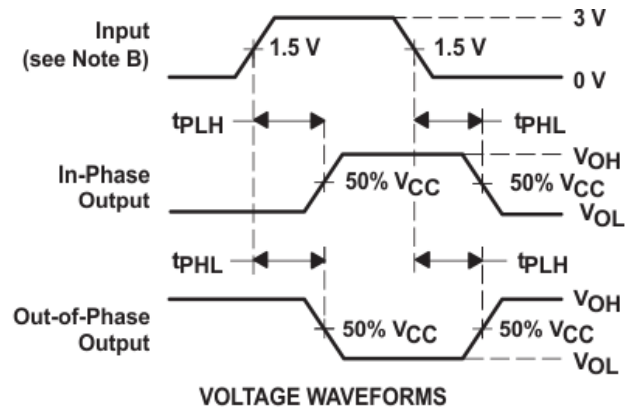 Input
(see Note B)
1.5 V
1.5 V
3 V
0 V
tPLH
tPHL
In-Phase
Output
50% VCC
50% VCC
VOH
VOL
tPHL
tPLH
Out-of-Phase
Output
50% VCC
50% VCC
VOH
VOL
VOLTAGE WAVEFORMS